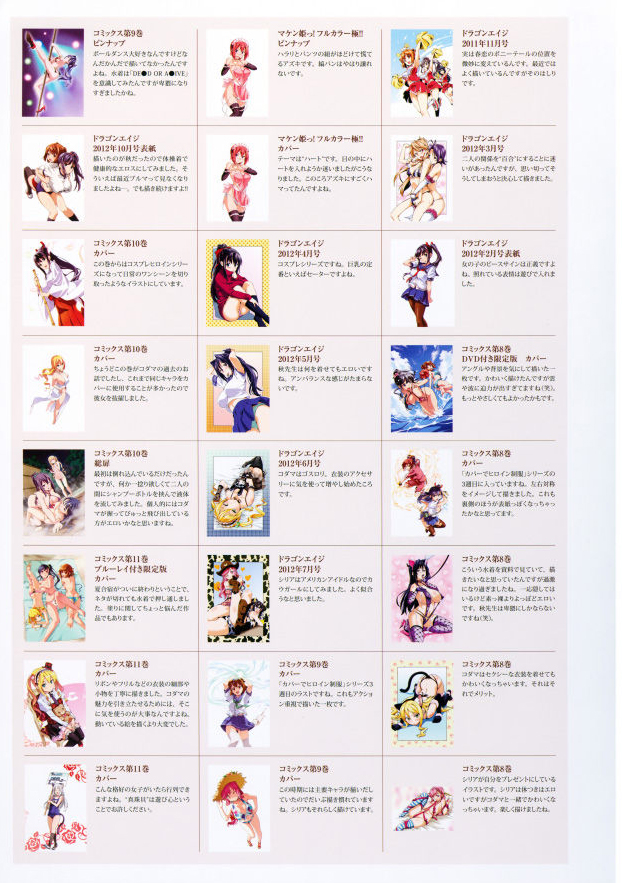 コミックス第9巻
ピンナップ
ポールダンス大好きなんですけどな
んだかんだで描いてなかったんです
よね。水着は「DE●D OR A●IVE」
を意識してみたんですが卑猥になり
すぎましたかね。
マケン姫っ! フルカラー極!!
ピンナップ
ハラリとパンツの紐がほどけて慌て
るアズキ。縞パンはやはり譲れ
ないです。
ドラゴンエイジ
2011年11月号
実は春恋のポニーテールの位置を
微妙に変えているんです。最近では
よく描いているんですがそのはしり
です。
ドラゴンエイジ
2012年10月号表紙
描いたのが秋だったので体操着で
健康的なエロスにしてみました。そ
ういえば最近ブルマって見なくなり
ましたよねー。でも描き続けますよ!!
マケン姫っ! フルカラー極!!
カバー
テーマは“ハート”です。目の中にハ
ートを入れようか迷いましたがこうな
りました。このころアズキにすごくハ
マってたんですよね。
ドラゴンエイジ
2012年3月号
二人の関係を“百合”にすることに迷
いがあったんですが、思い切ってそ
うしてしまおうと決心して描きました。
コミックス第10巻
カバー
この巻からはコスプレヒロインシリー
ズになって日常のワンシーンを切り
取ったようなイラストにしています。
ドラゴンエイジ
2012年4月号
コスプレシリーズですね。巨乳の定
番といえばセーターですよね。
ドラゴンエイジ
2012年2月号表紙
女の子のピースサインは正義ですよ
ね。照れている表情は遊びで入れま
した。
コミックス第10巻
カバー
ちょうどこの巻がコダマの過去のお
話でしたし、これまで同じキャラをカ
バーに使用することが多かったので
彼女を抜擢しました。
ドラゴンエイジ
2012年5月号
秋先生は何を着せてもエロいです
ね。アンバランスな感じがたまらな
いです。
コミックス第8巻
DVD付き限定版 カバー
アングルや背景を気にして描いた一
枚です。かわいく描けたんですが雲
や波に迫力が出すぎてますね(笑)。
もっとやさしくてもよかったかもです。
コミックス第10巻
総扉
最初は倒れ込んでいるだけだったん
ですが、何か一捻り欲しくて二人の
間にシャンプーボトルを挟んで液体
を波してみました。個人的にはコダ
マが握ってぴゅっと飛び出している
方がエロいかなと思いますね。
ドラゴンエイジ
2012年6月号
コダマはゴスロリ。衣装のアクセサ
リーに気を使って増やし始めたころ
です。
コミックス第8巻
カバー
「カバーでヒロイン制服」シリーズの
3週目に入っていますね。左右対称
をイメージして描きました。これも
裏側のほうが表紙っぽくなっちゃっ
たかなと思ってます。
コミックス第11巻
ブルーレイ付き限定版
カバー
夏合宿がついに終わりということで、
ネタが切れても水着で押し通しまし
た。塗りに関してちょっと悩んだ作
品でもあります。
ドラゴンエイジ
2012年7月号
シリアはアメリカンアイドルなのでカ
ウガールにしてみました。よく似合
うなと思いました。
コミックス第8巻
こういう水着を資料で見ていて、描
きたいなと思っていたんですが過激
になり過ぎましたね。一応隠しては
いるけど素っ裸よりよっぽどエロい
です。秋先生は卑猥にしかならない
ですね(笑)。
コミックス第11巻
カバー
リボンやフリルなどの衣装の細部や
小物を丁寧に描きました。コダマの
魅力を引き立たせるためには、そこ
に気を使うのが大事なんですよね。
動いている絵を描くより大変でした。
コミックス第9巻
カバー
「カバーでヒロイン制服」シリーズ3
週目のラストですね。これもアクショ
ン重視で描いた一枚です。
コミックス第8巻
コダマはセクシーな衣装を着せても
かわいくなっちゃいます。それはそ
れでメリット。
コミックス第11巻
カバー
こんな格好の女子がいたら行列でき
ますよね。“真珠貝”は遊び心という
ことでお許しください。
コミックス第9巻
カバー
この時期には主要キャラが揃いだし
ていたのでだいぶ描き慣れています
ね。シリアもそれらしく描けています。
コミックス第8巻
シリアが自分をプレゼントにしている
イラストです。シリアは体つきはエロ
いですがコダマと一緒でかわいくな
っちゃいます。楽しく描けましたね。